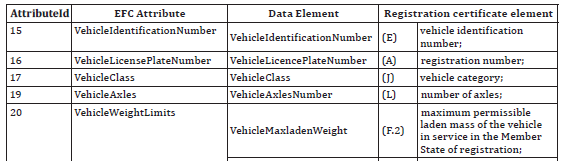 AttributeId EFC Attribute Data Element Registration certificate element
15 VehicleIdentificationNumber VehicleIdentificationNumber (E) vehicle identification
number;
16 VehicleLicensePlateNumber VehicleLicencePlateNumber (A) registration number;
17 VehicleClass VehicleClass (J) vehicle category;
19 VehicleAxles VehicleAxlesNumber (L) number of axles;
20 VehicleWeightLimits VehicleMaxladenWeight (F.2) maximum permissible
laden mass of the vehicle
in service in the Member
State of registration;